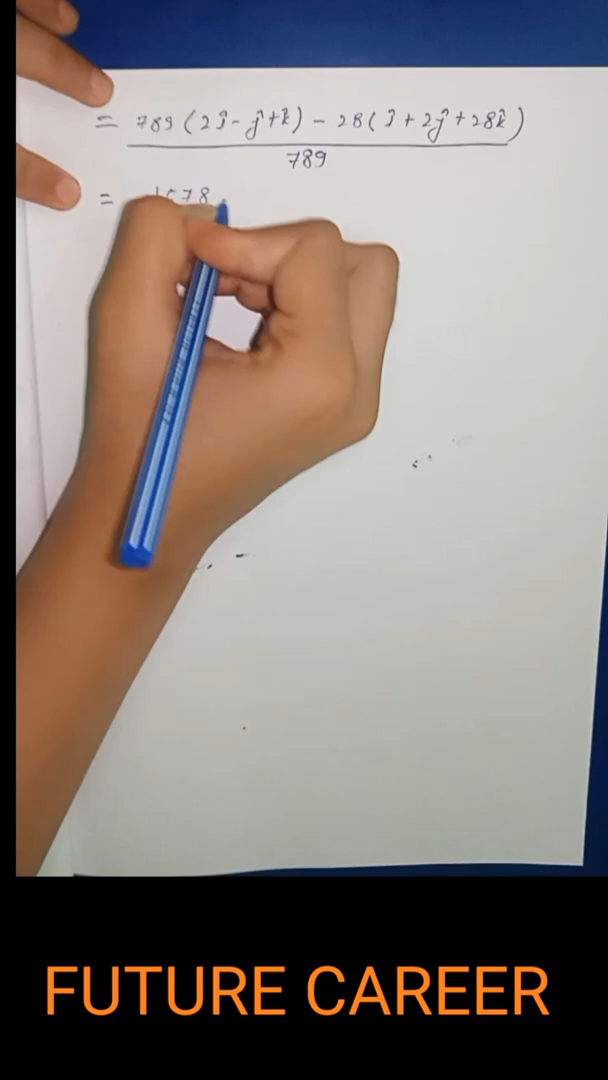 = 789 (2î - ĵ + k̂) - 28 (î + 2ĵ + 28k̂)
789
= 1578
FUTURE CAREER